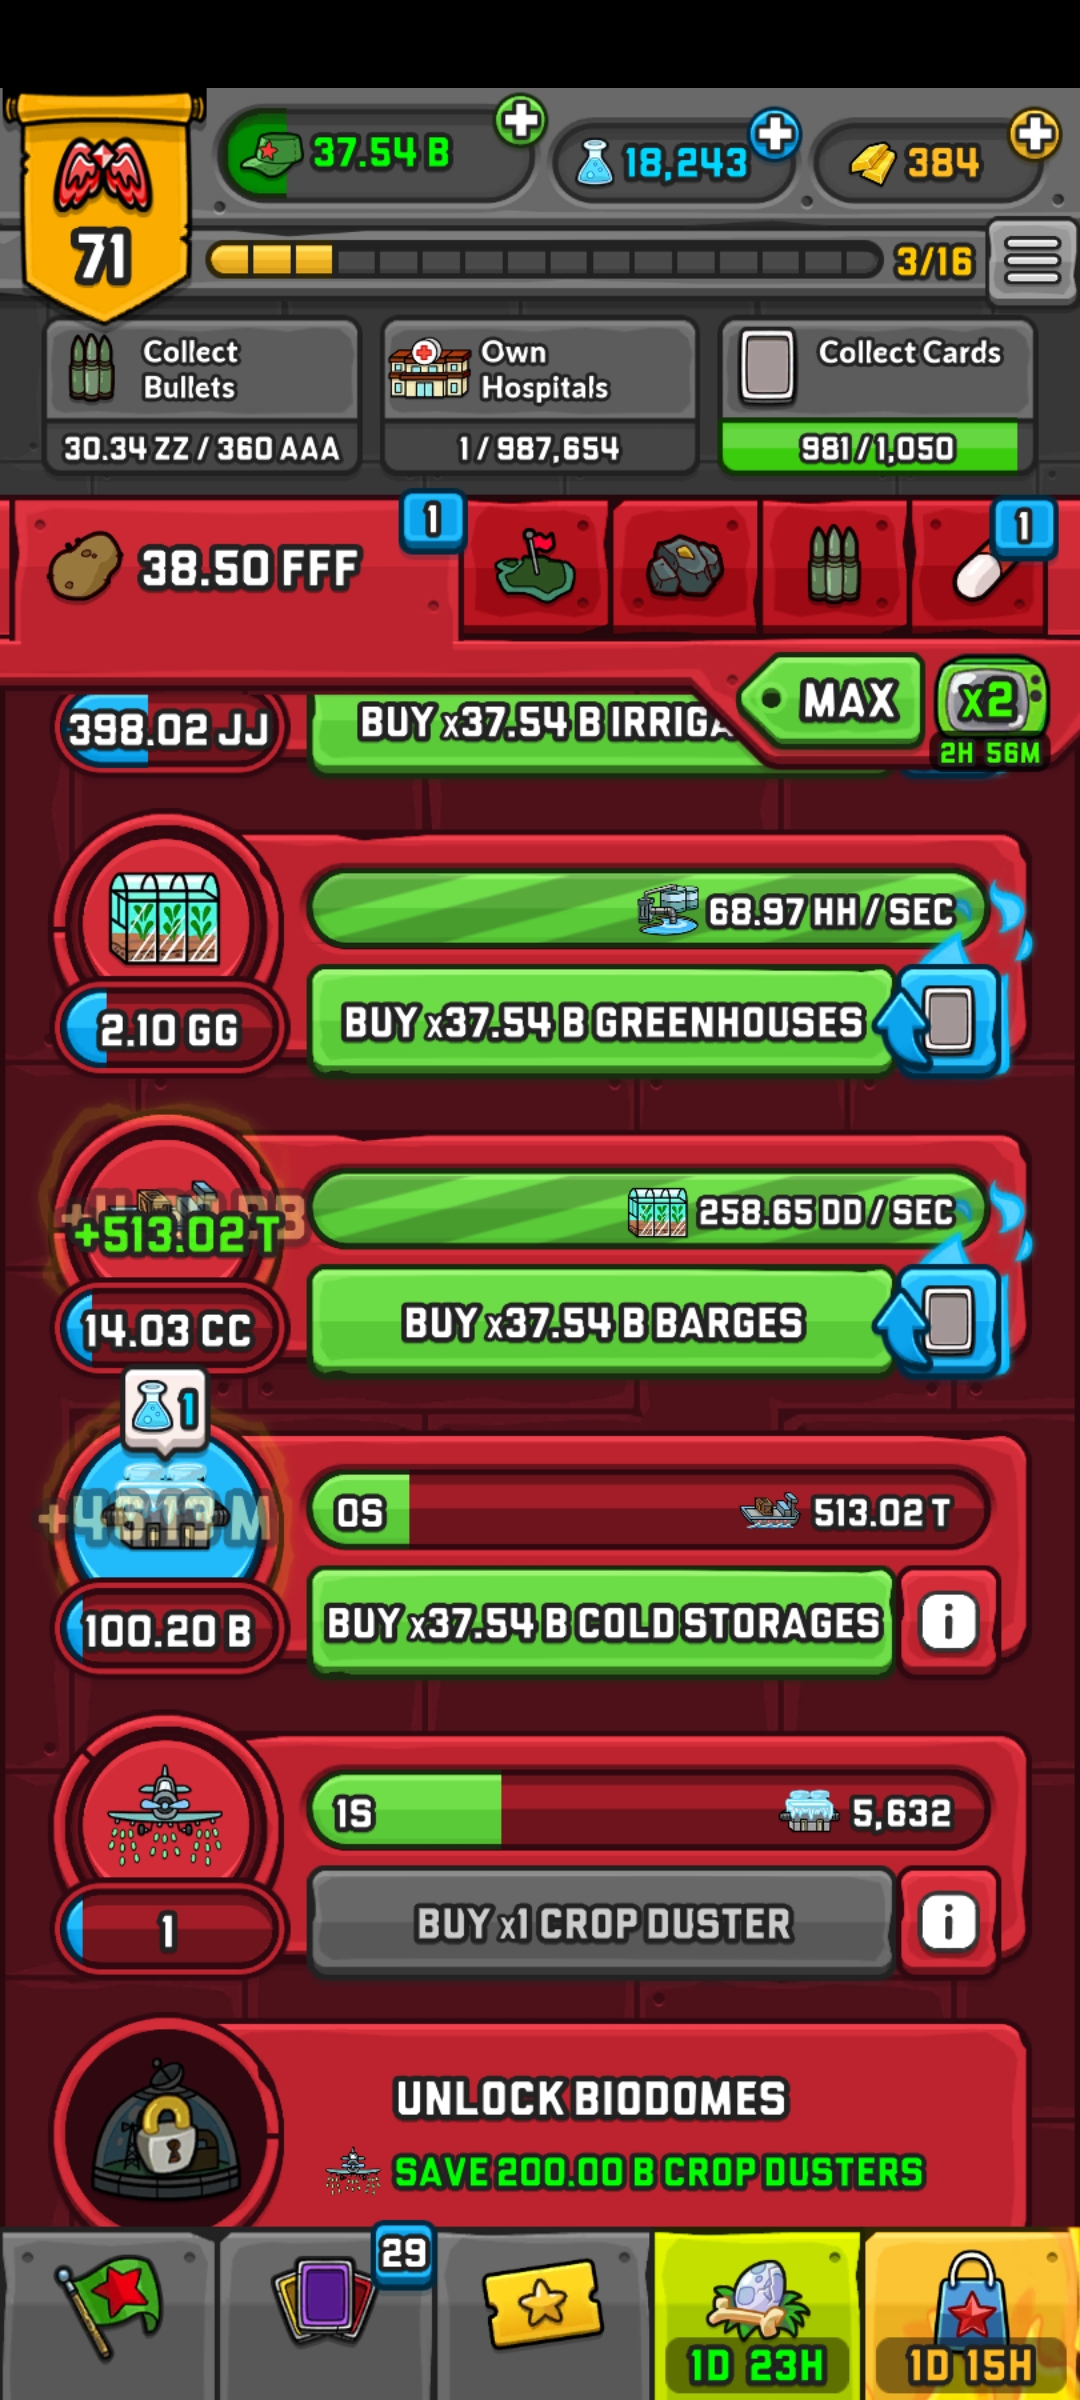 37.54 B
18,243
384
71
3/16
Collect
Bullets
30.34 ZZ / 360 AAA
Own
Hospitals
1 / 987,654
Collect Cards
981 / 1,050
38.50 FFF
1
1
MAX
x2
2H 56M
398.02 JJ
BUY x37.54 B IRRIGA
68.97 HH / SEC
2.10 GG
BUY x37.54 B GREENHOUSES
+513.02 T
258.65 DD / SEC
14.03 CC
BUY x37.54 B BARGES
1
0S
513.02 T
100.20 B
BUY x37.54 B COLD STORAGES
i
1S
5,632
1
BUY x1 CROP DUSTER
i
UNLOCK BIODOMES
SAVE 200.00 B CROP DUSTERS
29
1D 23H
1D 15H